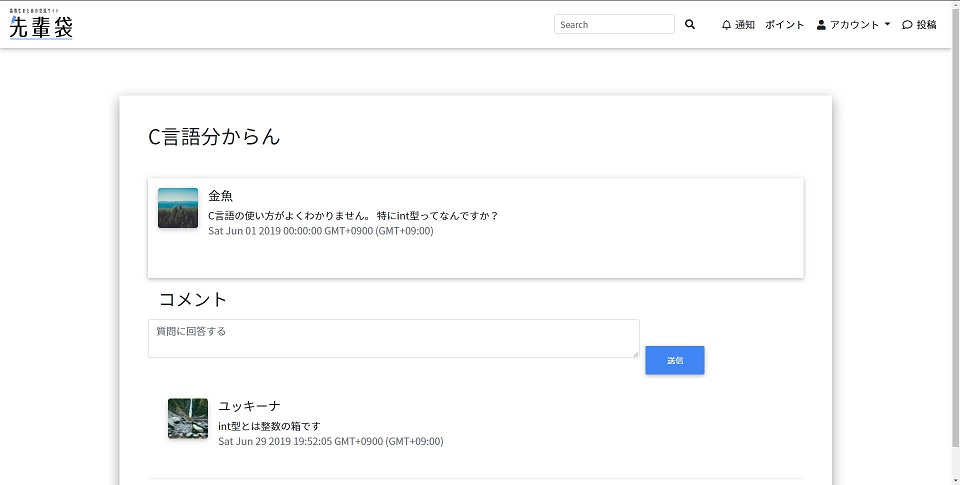 先輩袋
Search
通知 ポイント アカウント 投稿
C言語分からん
金魚
C言語の使い方がよくわかりません。 特にint型ってなんですか？
Sat Jun 01 2019 00:00:00 GMT+0900 (GMT+09:00)
コメント
質問に回答する
送信
ユッキーナ
int型とは整数の箱です
Sat Jun 29 2019 19:52:05 GMT+0900 (GMT+09:00)